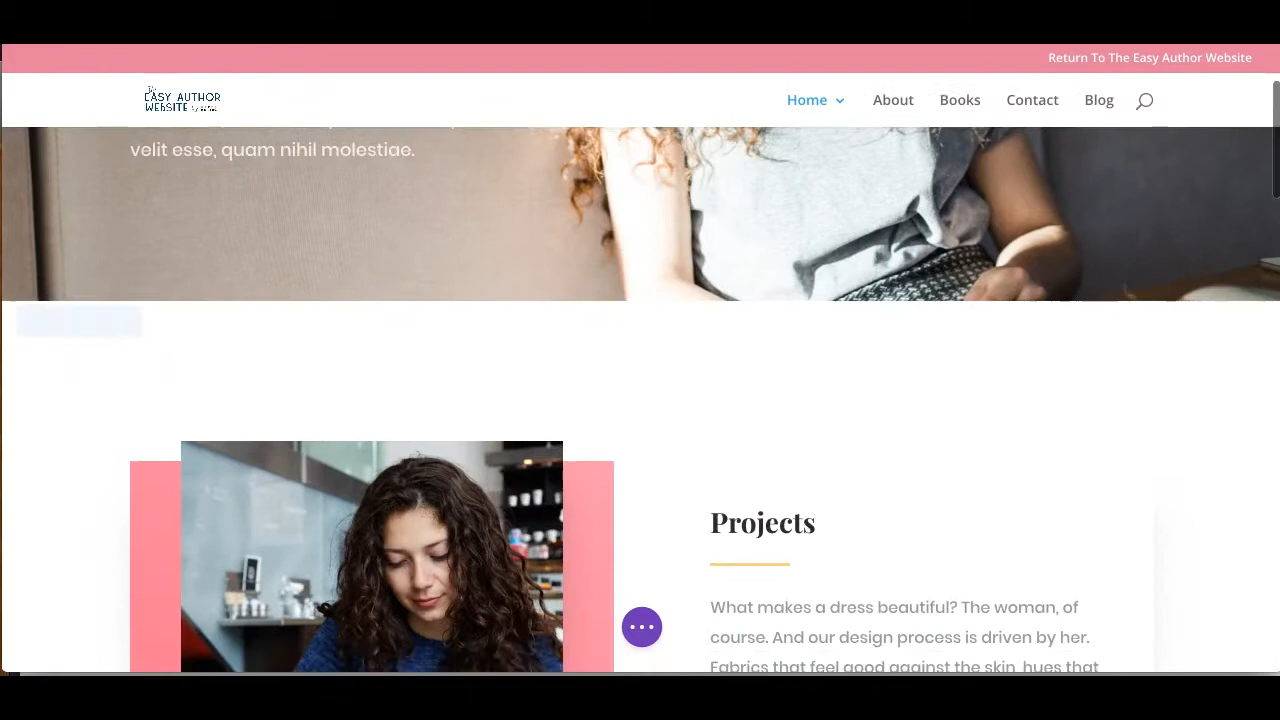 Return To The Easy Author Website
EASY AUTHOR
WEBSITE
Home About Books Contact Blog
velit esse, quam nihil molestiae.
Projects
What makes a dress beautiful? The woman, of
course. And our design process is driven by her.
Fabrics that feel good against the skin, hues that